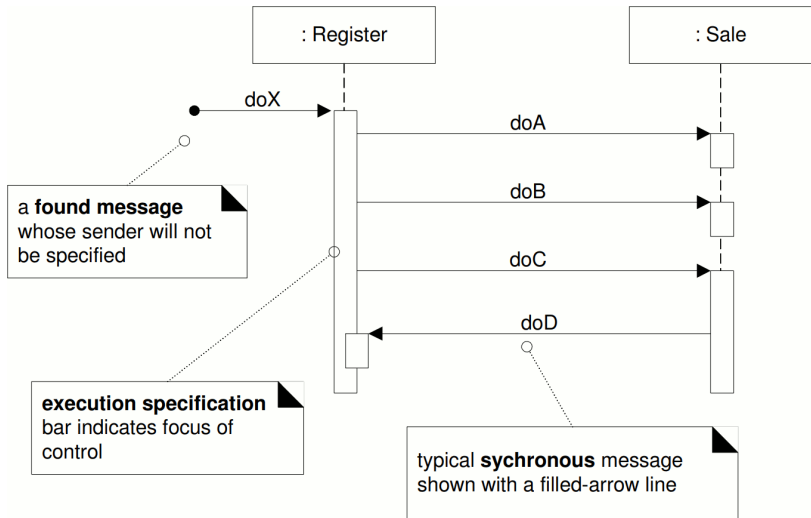 : Register
: Sale
doX
doA
doB
doC
doD
a found message
whose sender will not
be specified
execution specification
bar indicates focus of
control
typical sychronous message
shown with a filled-arrow line